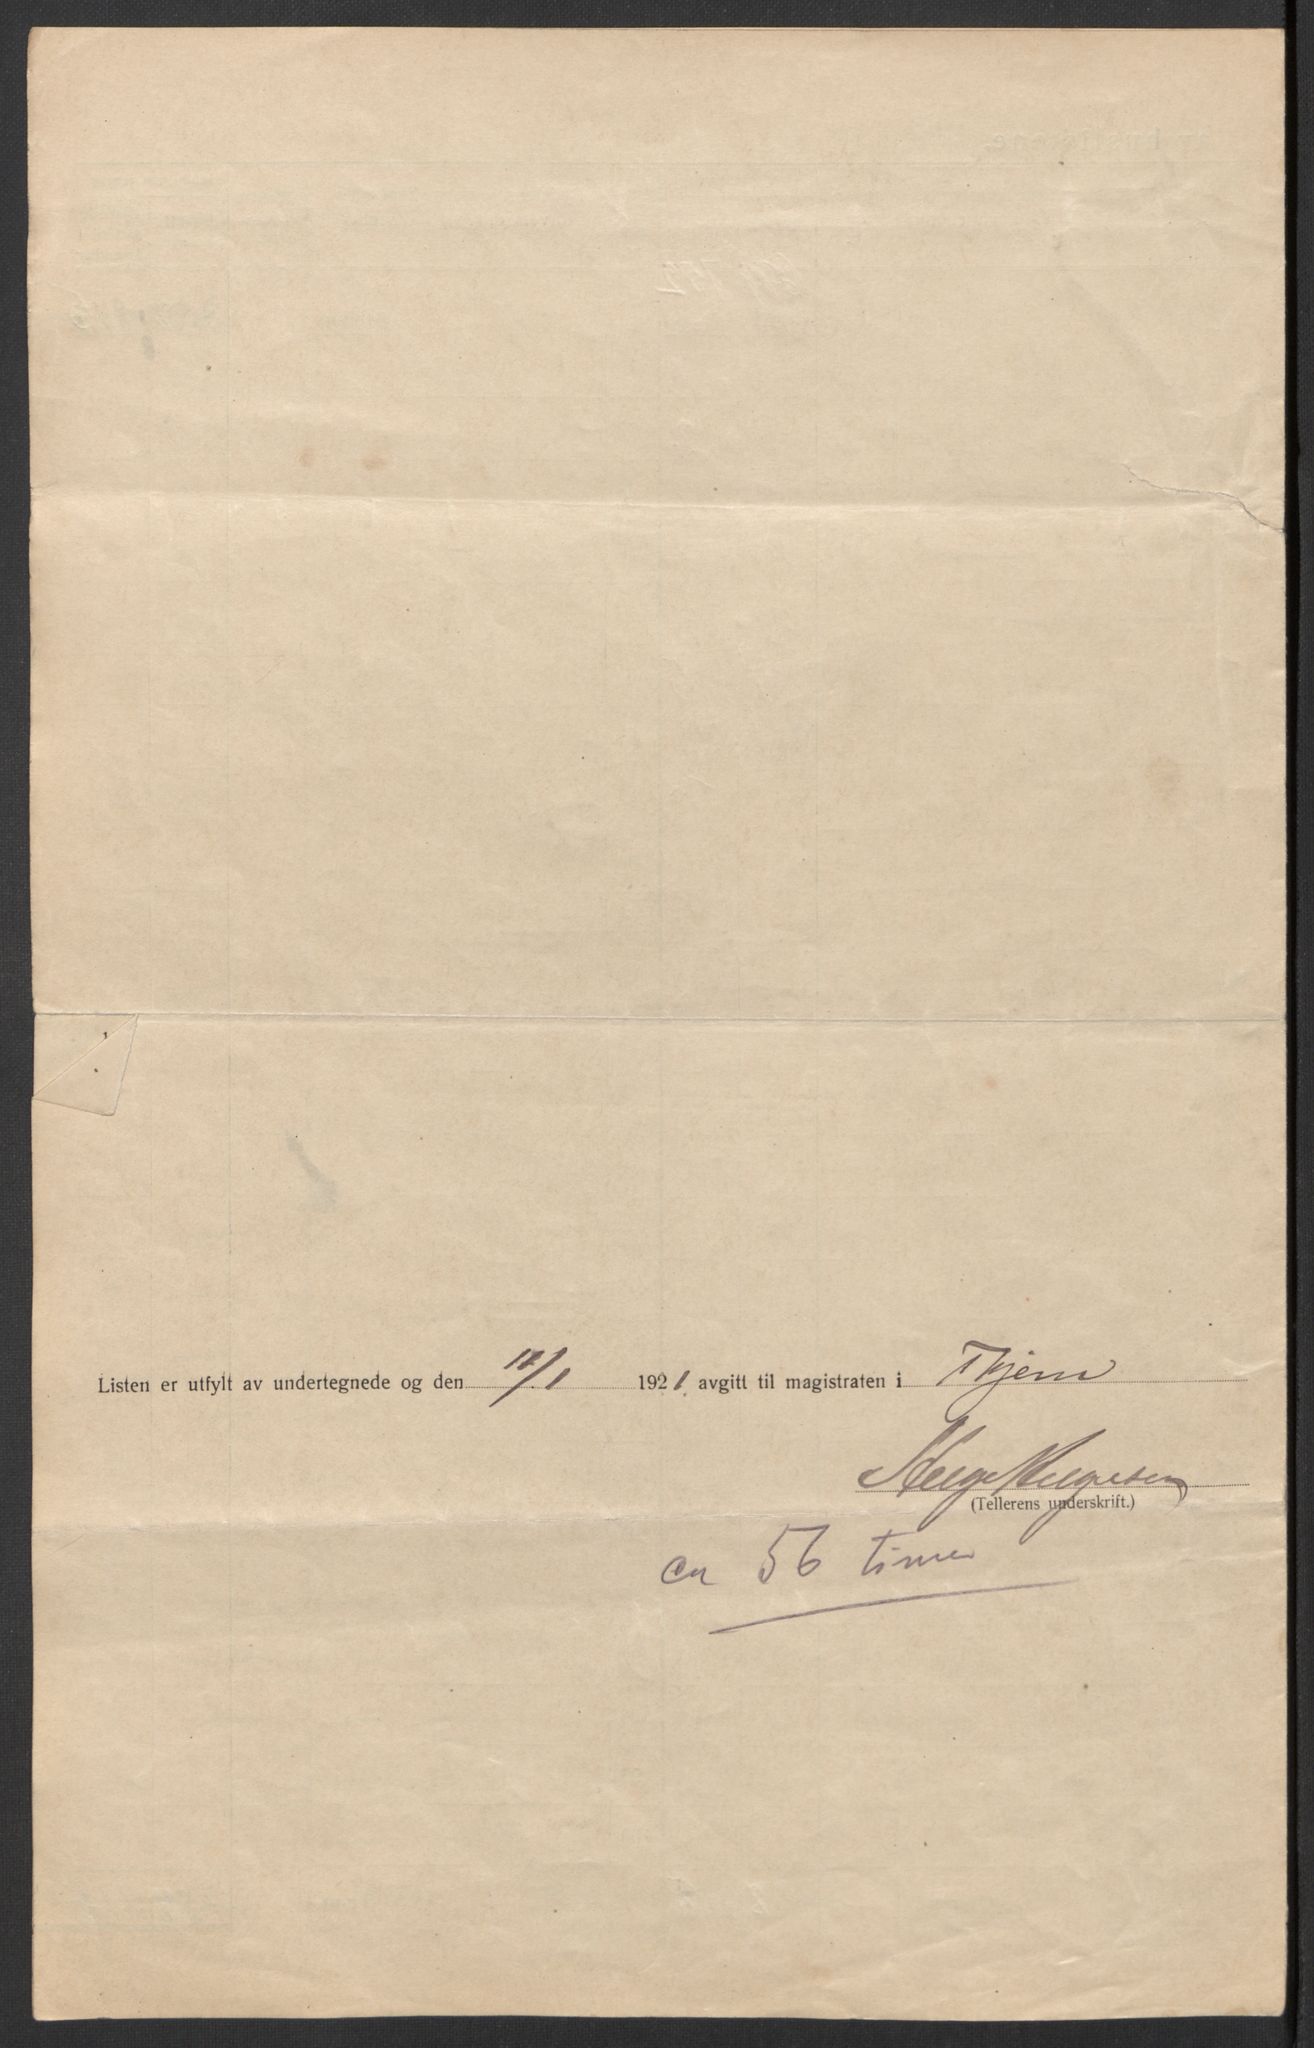 Listen er utfylt av undertegnede og den 17/1 1921. avgitt til magistraten i Thjem
Helge Helgesen
(Tellerens underskrift.)
ca 56 timer